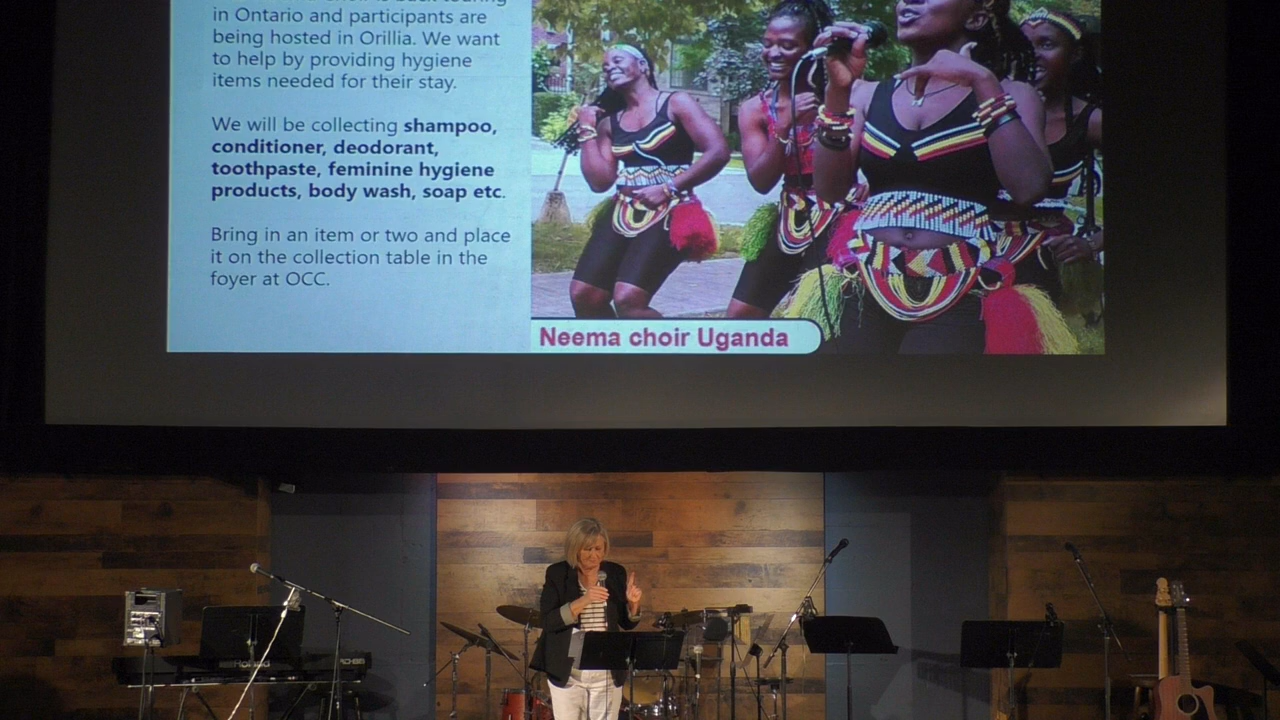 in Ontario and participants are
being hosted in Orillia. We want
to help by providing hygiene
items needed for their stay.
We will be collecting shampoo,
conditioner, deodorant,
toothpaste, feminine hygiene
products, body wash, soap etc.
Bring in an item or two and place
it on the collection table in the
foyer at OCC.
Neema choir Uganda